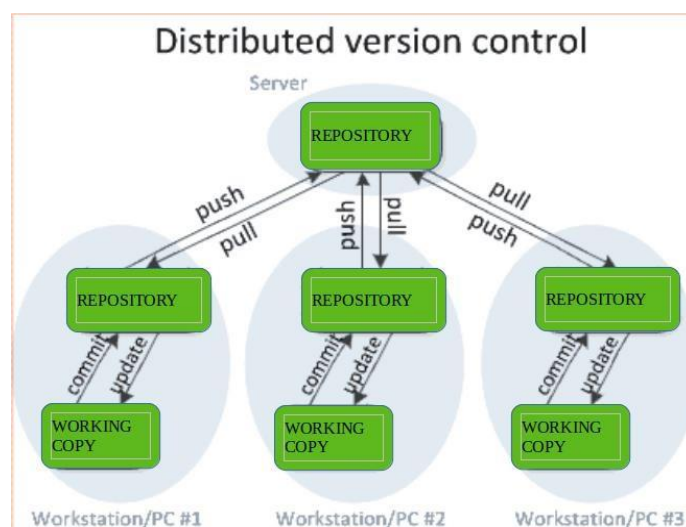 Distributed version control
Server
REPOSITORY
push
pull
push
pull
pull
push
REPOSITORY
REPOSITORY
REPOSITORY
commit
update
commit
update
commit
update
WORKING
COPY
WORKING
COPY
WORKING
COPY
Workstation/PC #1
Workstation/PC #2
Workstation/PC #3